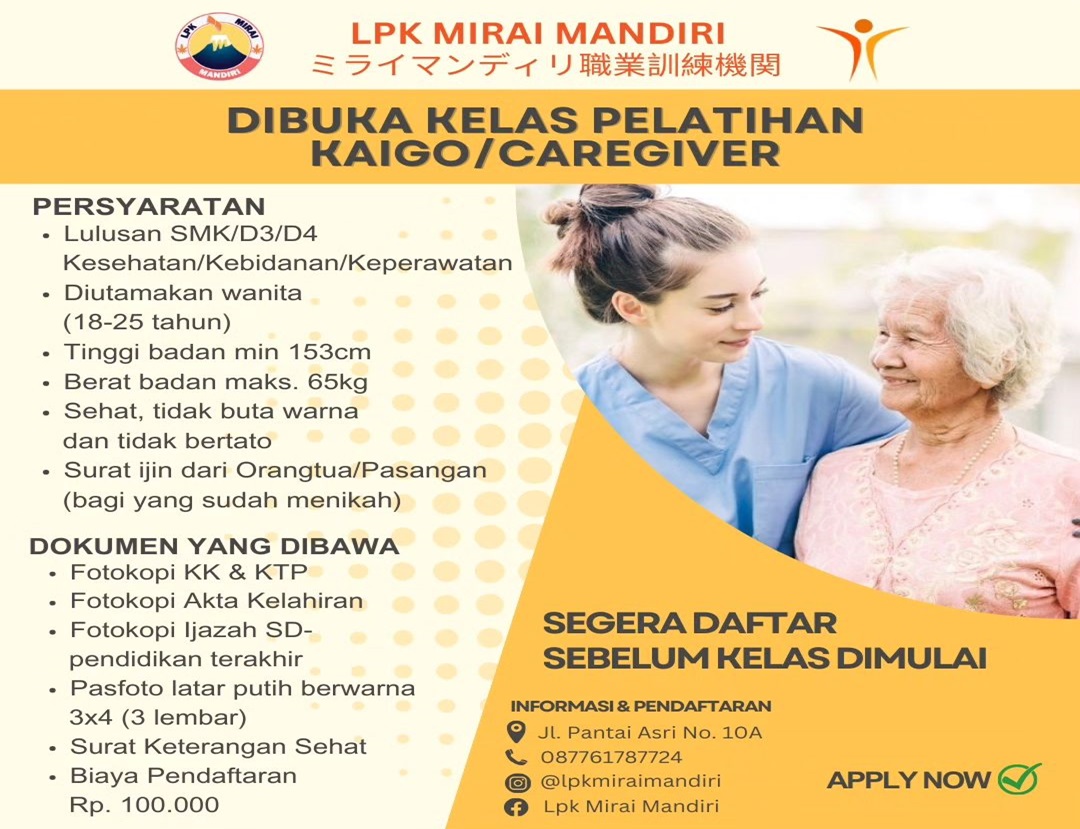 LPK MIRAI MANDIRI
LPK MIRAI MANDIRI
ミライマンディリ職業訓練機関
DIBUKA KELAS PELATIHAN
KAIGO/CAREGIVER
PERSYARATAN
• Lulusan SMK/D3/D4
Kesehatan/Kebidanan/Keperawatan
• Diutamakan wanita
(18-25 tahun)
• Tinggi badan min 153cm
• Berat badan maks. 65kg
• Sehat, tidak buta warna
dan tidak bertato
• Surat ijin dari Orangtua/Pasangan
(bagi yang sudah menikah)
DOKUMEN YANG DIBAWA
• Fotokopi KK & KTP
• Fotokopi Akta Kelahiran
• Fotokopi Ijazah SD-
pendidikan terakhir
• Pasfoto latar putih berwarna
3x4 (3 lembar)
• Surat Keterangan Sehat
• Biaya Pendaftaran
Rp. 100.000
SEGERA DAFTAR
SEBELUM KELAS DIMULAI
INFORMASI & PENDAFTARAN
Jl. Pantai Asri No. 10A
087761787724
@lpkmiraimandiri
Lpk Mirai Mandiri
APPLY NOW